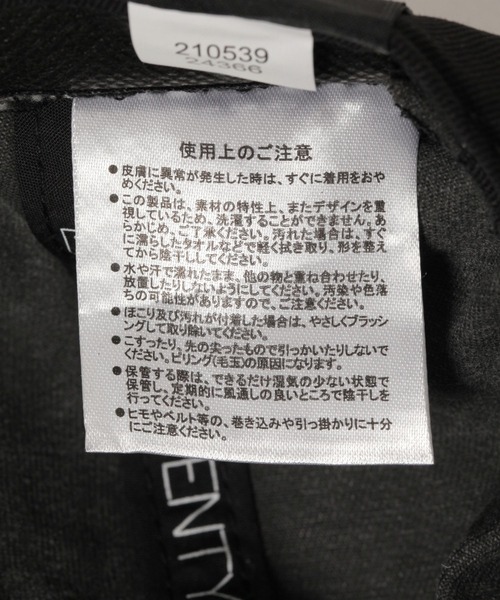 210539
24366
使用上のご注意
●皮膚に異常が発生した時は、すぐに着用をおや
めください。
●この製品は、素材の特性上、またデザインを重
視しているため、洗濯することができません。あ
らかじめ、ご了承ください。汚れた場合は、すぐ
に濡らしたタオルなどで軽く拭き取り、形を整え
てから陰干ししてください。
●水や汗で濡れたまま、他の物と重ね合わせたり、
放置したりしないようにしてください。汚染や色落
ちの可能性がありますので、ご注意ください。
●ほこり及び汚れが付着した場合は、やさしくブラッシ
ングして取り除いてください。
●こすったり、先の尖ったもので引っかいたりしないで
ください。ピリング(毛玉)の原因になります。
●保管する際は、できるだけ湿気の少ない状態で
保管し、定期的に風通しの良いところで陰干しを
行ってください。
●ヒモやベルト等の、巻き込みや引っ掛かりに十分
にご注意ください。
ENTY